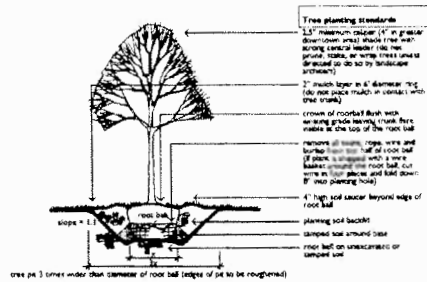 Tree planting standards
2.5" minimum caliper (4" in greater
downtown area) shade tree with
strong central leader (do not
prune, stake, or wrap trees unless
directed to do so by landscape
architect)
2" mulch layer in 6' diameter ring
(do not place mulch in contact with
tree trunk)
crown of rootball flush with
existing grade leaving trunk flare
visible at the top of the root ball
remove all twine, rope, wire and
burlap from top half of root ball
(if plant is shipped with a wire
basket around the root ball, cut
wire in four places and fold down
8" into planting hole)
4" high soil saucer beyond edge of
root ball
root ball
slope = 1:1
planting soil backfill
tamped soil around base
root ball on unexcavated or
tamped soil
x
3x
tree pit 3 times wider than diameter of root ball (edges of pit to be roughened)